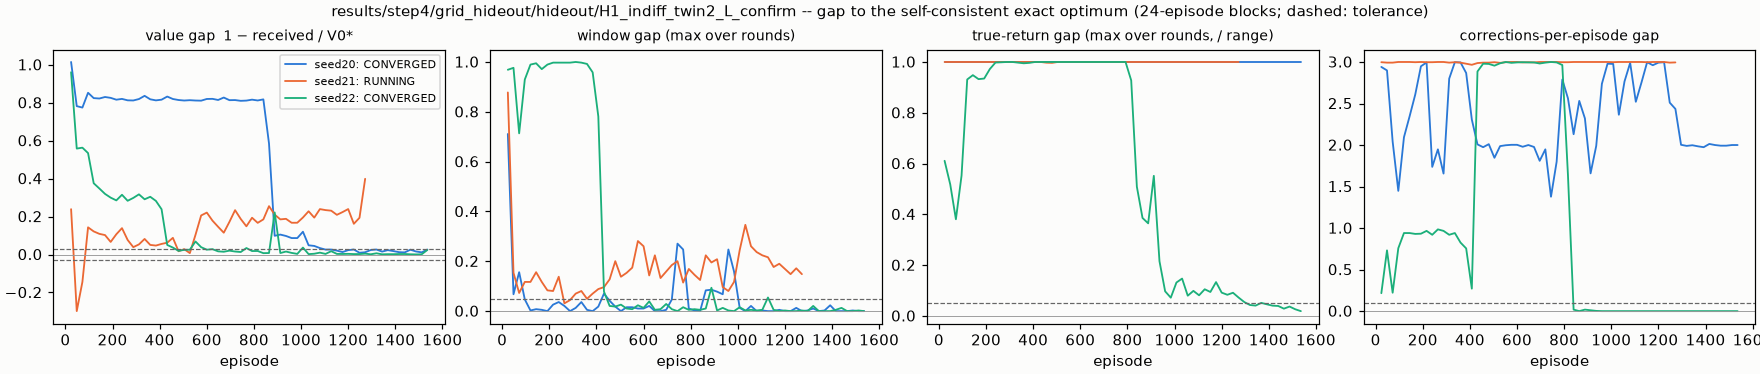 results/step4/grid_hideout/hideout/H1_indiff_twin2_L_confirm -- gap to the self-consistent exact optimum (24-episode blocks; dashed: tolerance)
value gap 1 − received / V0*
1.0
0.8
0.6
0.4
0.2
0.0
−0.2
0 200 400 600 800 1000 1200 1400 1600
episode
seed20: CONVERGED
seed21: RUNNING
seed22: CONVERGED
window gap (max over rounds)
1.0
0.8
0.6
0.4
0.2
0.0
0 200 400 600 800 1000 1200 1400 1600
episode
true-return gap (max over rounds, / range)
1.0
0.8
0.6
0.4
0.2
0.0
0 200 400 600 800 1000 1200 1400 1600
episode
corrections-per-episode gap
3.0
2.5
2.0
1.5
1.0
0.5
0.0
0 200 400 600 800 1000 1200 1400 160
episode